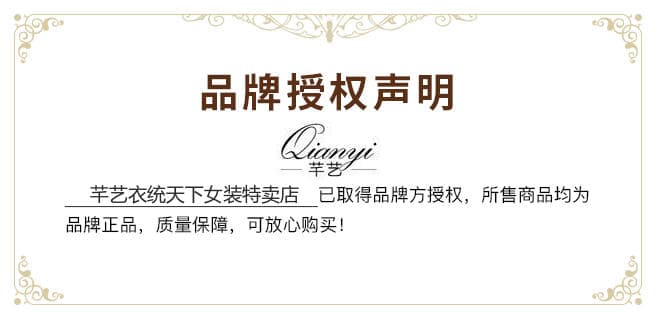 品牌授权声明
Qianyi
芊艺
芊艺衣统天下女装特卖店 已取得品牌方授权，所售商品均为
品牌正品，质量保障，可放心购买！